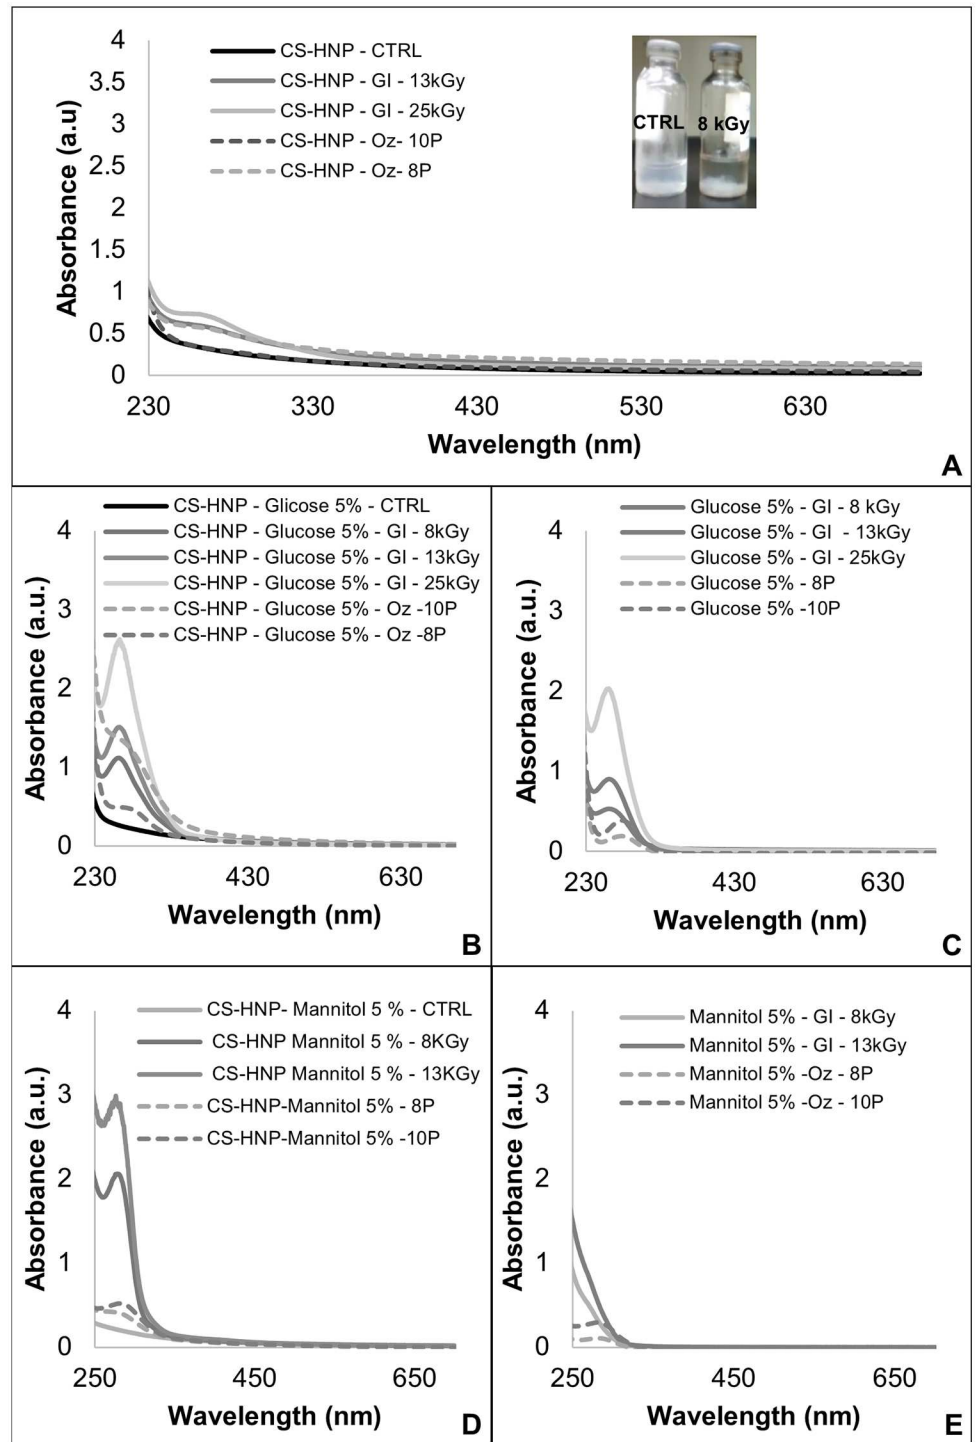 4
3.5
3
2.5
2
1.5
1
0.5
0
Absorbance (a.u)
CS-HNP - CTRL
CS-HNP - GI - 13kGy
CS-HNP - GI - 25kGy
CS-HNP - Oz- 10P
CS-HNP - Oz- 8P
CTRL 8 kGy
230 330 430 530 630
Wavelength (nm)
A
CS-HNP - Glicose 5% - CTRL
CS-HNP - Glucose 5% - GI - 8kGy
CS-HNP - Glucose 5% - GI - 13kGy
CS-HNP - Glucose 5% - GI - 25kGy
CS-HNP - Glucose 5% - Oz -10P
CS-HNP - Glucose 5% - Oz -8P
4
3
2
1
0
Absorbance (a.u.)
230 430 630
Wavelength (nm)
B
Glucose 5% - GI - 8 kGy
Glucose 5% - GI - 13kGy
Glucose 5% - GI - 25kGy
Glucose 5% - 8P
Glucose 5% -10P
4
3
2
1
0
Absorbance (a.u.)
230 430 630
Wavelength (nm)
C
CS-HNP- Mannitol 5 % - CTRL
CS-HNP Mannitol 5 % - 8KGy
CS-HNP Mannitol 5 % - 13KGy
CS-HNP-Mannitol 5% - 8P
CS-HNP-Mannitol 5% -10P
4
3
2
1
0
Absorbance (a.u.)
250 450 650
Wavelength (nm)
D
Mannitol 5% - GI - 8kGy
Mannitol 5% - GI - 13kGy
Mannitol 5% -Oz - 8P
Mannitol 5% -Oz - 10P
4
3
2
1
0
Absorbance (a.u.)
250 450 650
Wavelength (nm)
E